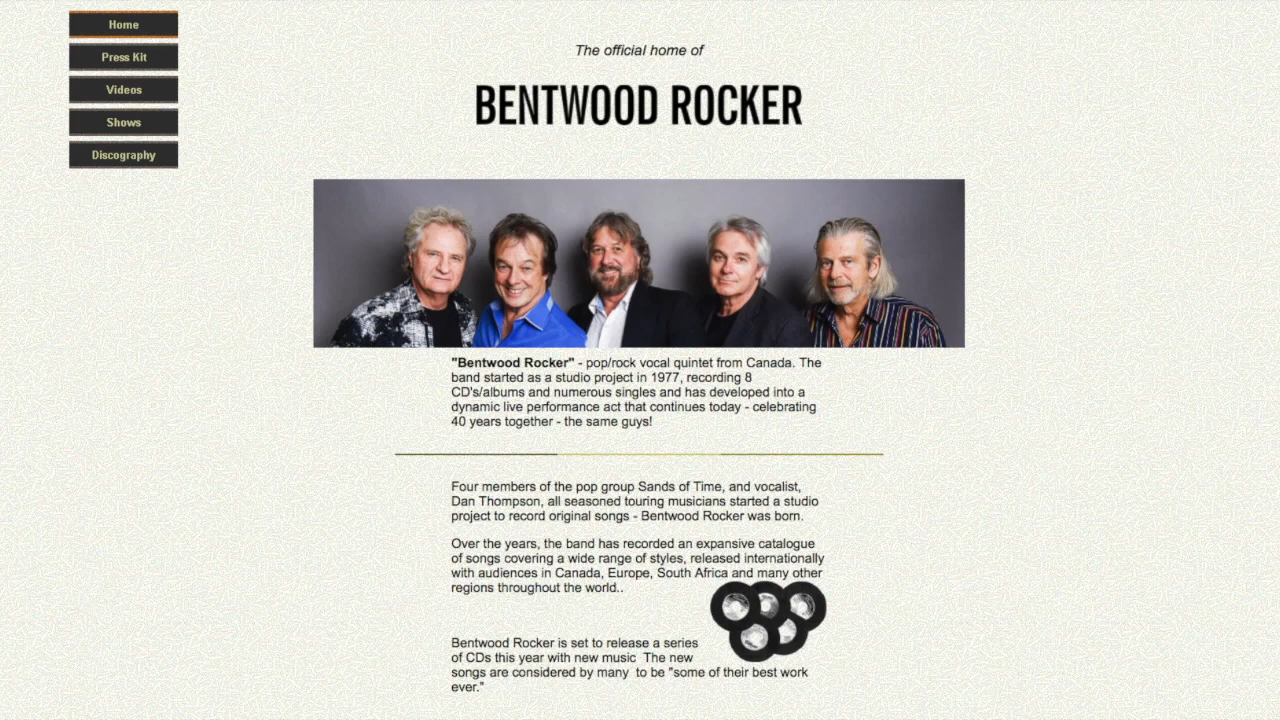 Home
Press Kit
Videos
Shows
Discography
The official home of
BENTWOOD ROCKER
"Bentwood Rocker" - pop/rock vocal quintet from Canada. The
band started as a studio project in 1977, recording 8
CD's/albums and numerous singles and has developed into a
dynamic live performance act that continues today - celebrating
40 years together - the same guys!
Four members of the pop group Sands of Time, and vocalist,
Dan Thompson, all seasoned touring musicians started a studio
project to record original songs - Bentwood Rocker was born.
Over the years, the band has recorded an expansive catalogue
of songs covering a wide range of styles, released internationally
with audiences in Canada, Europe, South Africa and many other
regions throughout the world..
Bentwood Rocker is set to release a series
of CDs this year with new music  The new
songs are considered by many  to be "some of their best work
ever."